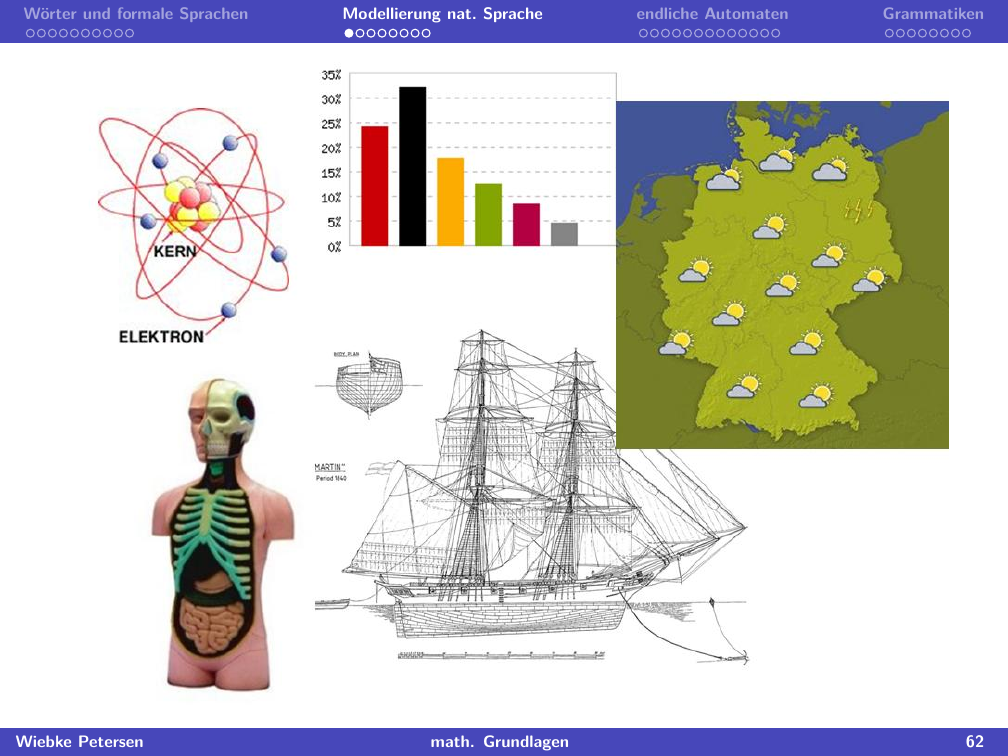 Wörter und formale Sprachen
Modellierung nat. Sprache
endliche Automaten
Grammatiken
35%
30%
25%
20%
15%
10%
5%
0%
KERN
ELEKTRON
BODY PLAN
MARTIN"
Period 1840
Wiebke Petersen
math. Grundlagen
62